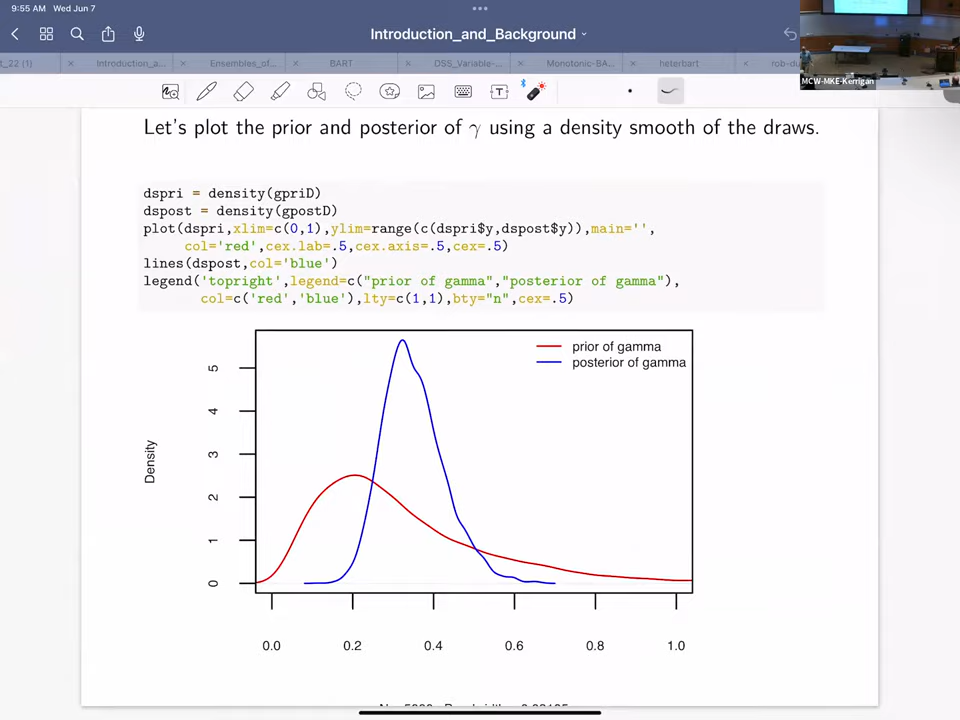 9:55 AM Wed Jun 7
Introduction_and_Background
t_22 (1) Introduction_a... Ensembles_of... BART DSS_Variable-... Monotonic-BA... heterbart rob-du
MCW-MKE-Kerrigan
Let's plot the prior and posterior of γ using a density smooth of the draws.
dspri = density(gpriD)
dspost = density(gpostD)
plot(dspri,xlim=c(0,1),ylim=range(c(dspri$y,dspost$y)),main='',
col='red',cex.lab=.5,cex.axis=.5,cex=.5)
lines(dspost,col='blue')
legend('topright',legend=c("prior of gamma","posterior of gamma"),
col=c('red','blue'),lty=c(1,1),bty="n",cex=.5)
prior of gamma
posterior of gamma
5
4
3
2
1
0
Density
0.0 0.2 0.4 0.6 0.8 1.0